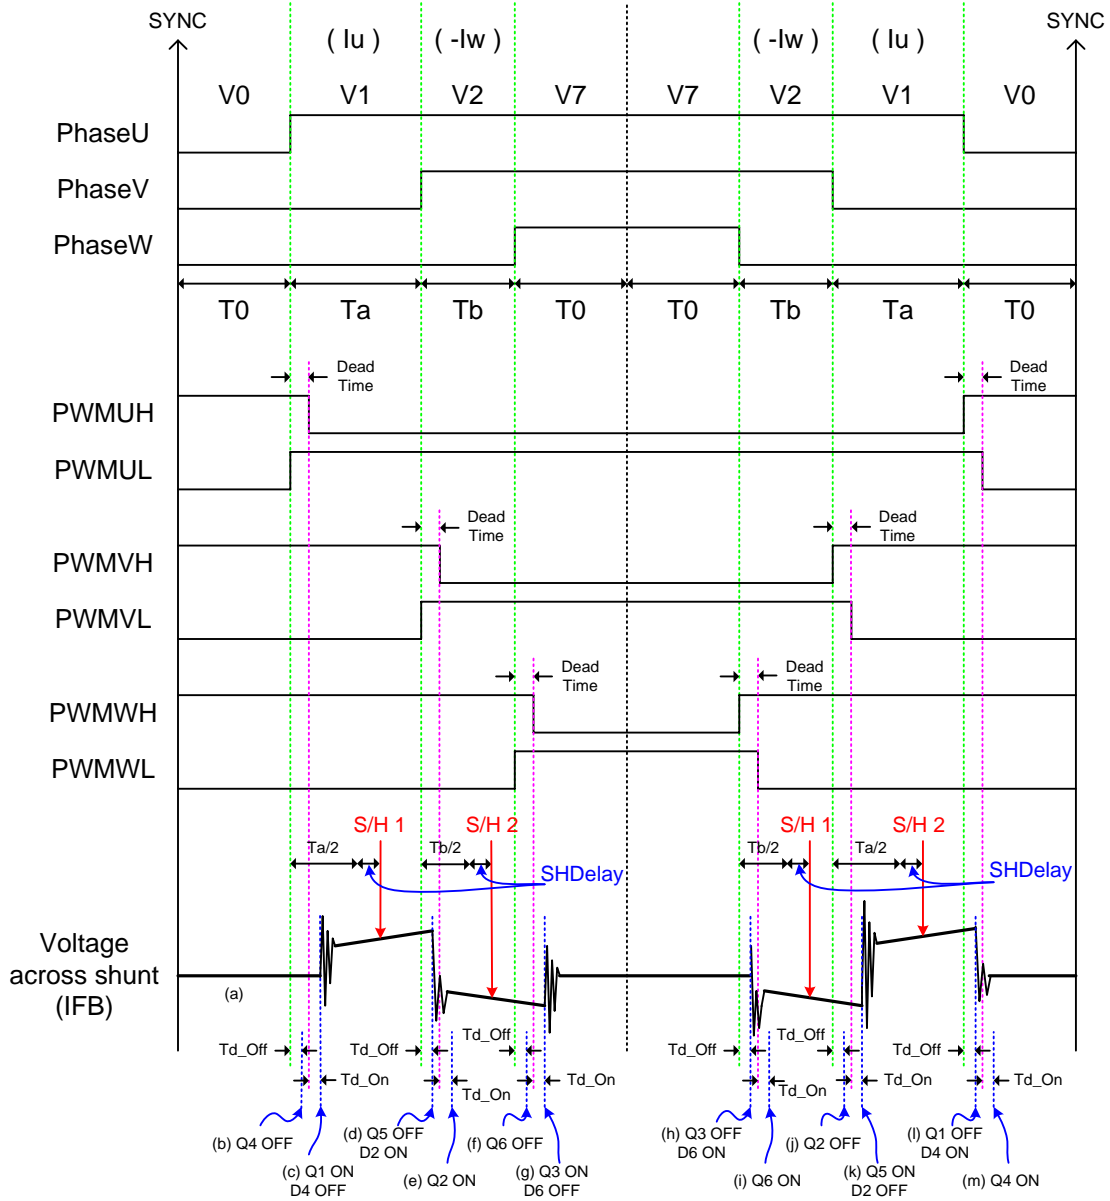 SYNC
SYNC
( Iu )
( -Iw )
( -Iw )
( Iu )
V0
V1
V2
V7
V7
V2
V1
V0
PhaseU
PhaseV
PhaseW
T0
Ta
Tb
T0
T0
Tb
Ta
T0
Dead
Time
Dead
Time
PWMUH
PWMUL
Dead
Time
Dead
Time
PWMVH
PWMVL
Dead
Time
Dead
Time
PWMWH
PWMWL
S/H 1
S/H 2
S/H 1
S/H 2
Ta/2
Tb/2
Tb/2
Ta/2
SHDelay
SHDelay
Voltage
across shunt
(IFB)
(a)
Td_Off
Td_Off
Td_Off
Td_Off
Td_Off
Td_Off
Td_On
Td_On
Td_On
Td_On
Td_On
Td_On
(b) Q4 OFF
(c) Q1 ON
D4 OFF
(d) Q5 OFF
D2 ON
(e) Q2 ON
(f) Q6 OFF
(g) Q3 ON
D6 OFF
(h) Q3 OFF
D6 ON
(i) Q6 ON
(j) Q2 OFF
(k) Q5 ON
D2 OFF
(l) Q1 OFF
D4 ON
(m) Q4 ON